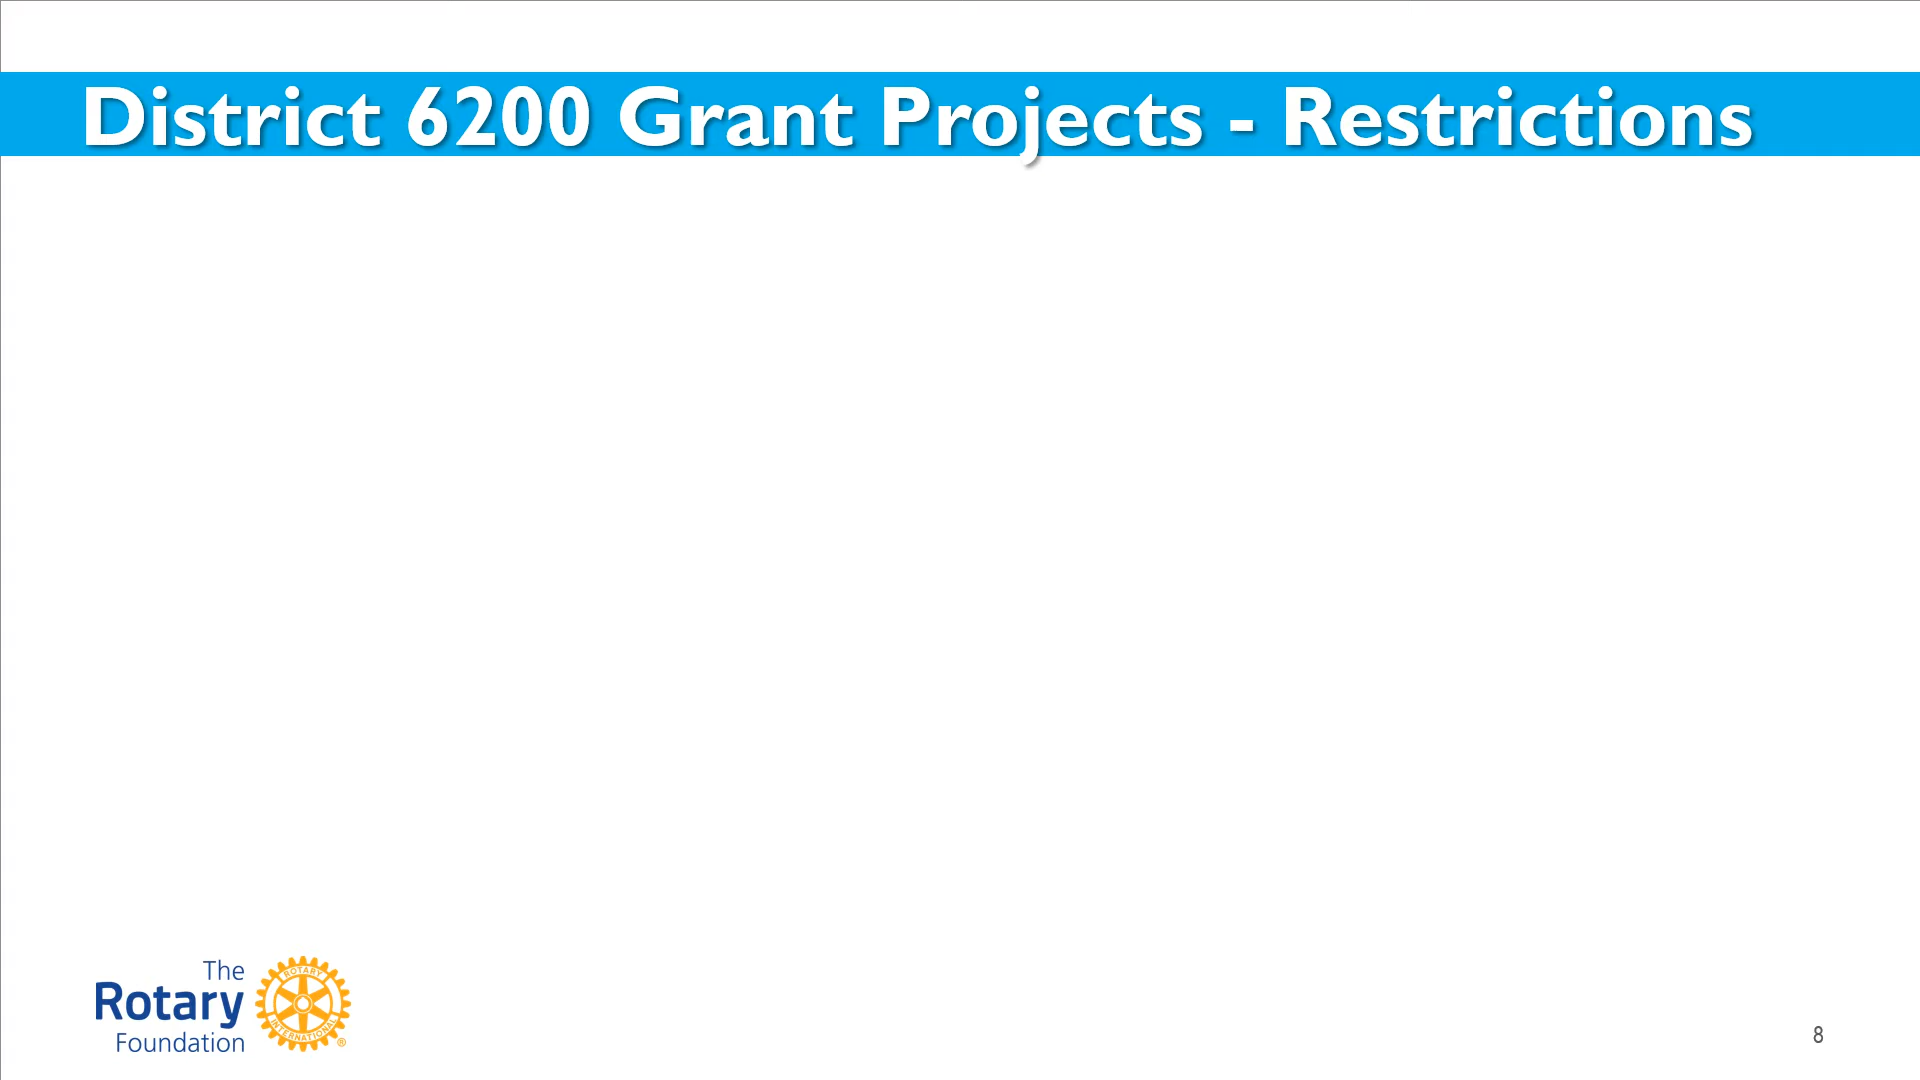 District 6200 Grant Projects - Restrictions
The
Rotary
Foundation
ROTARY
INTERNATIONAL
®
8